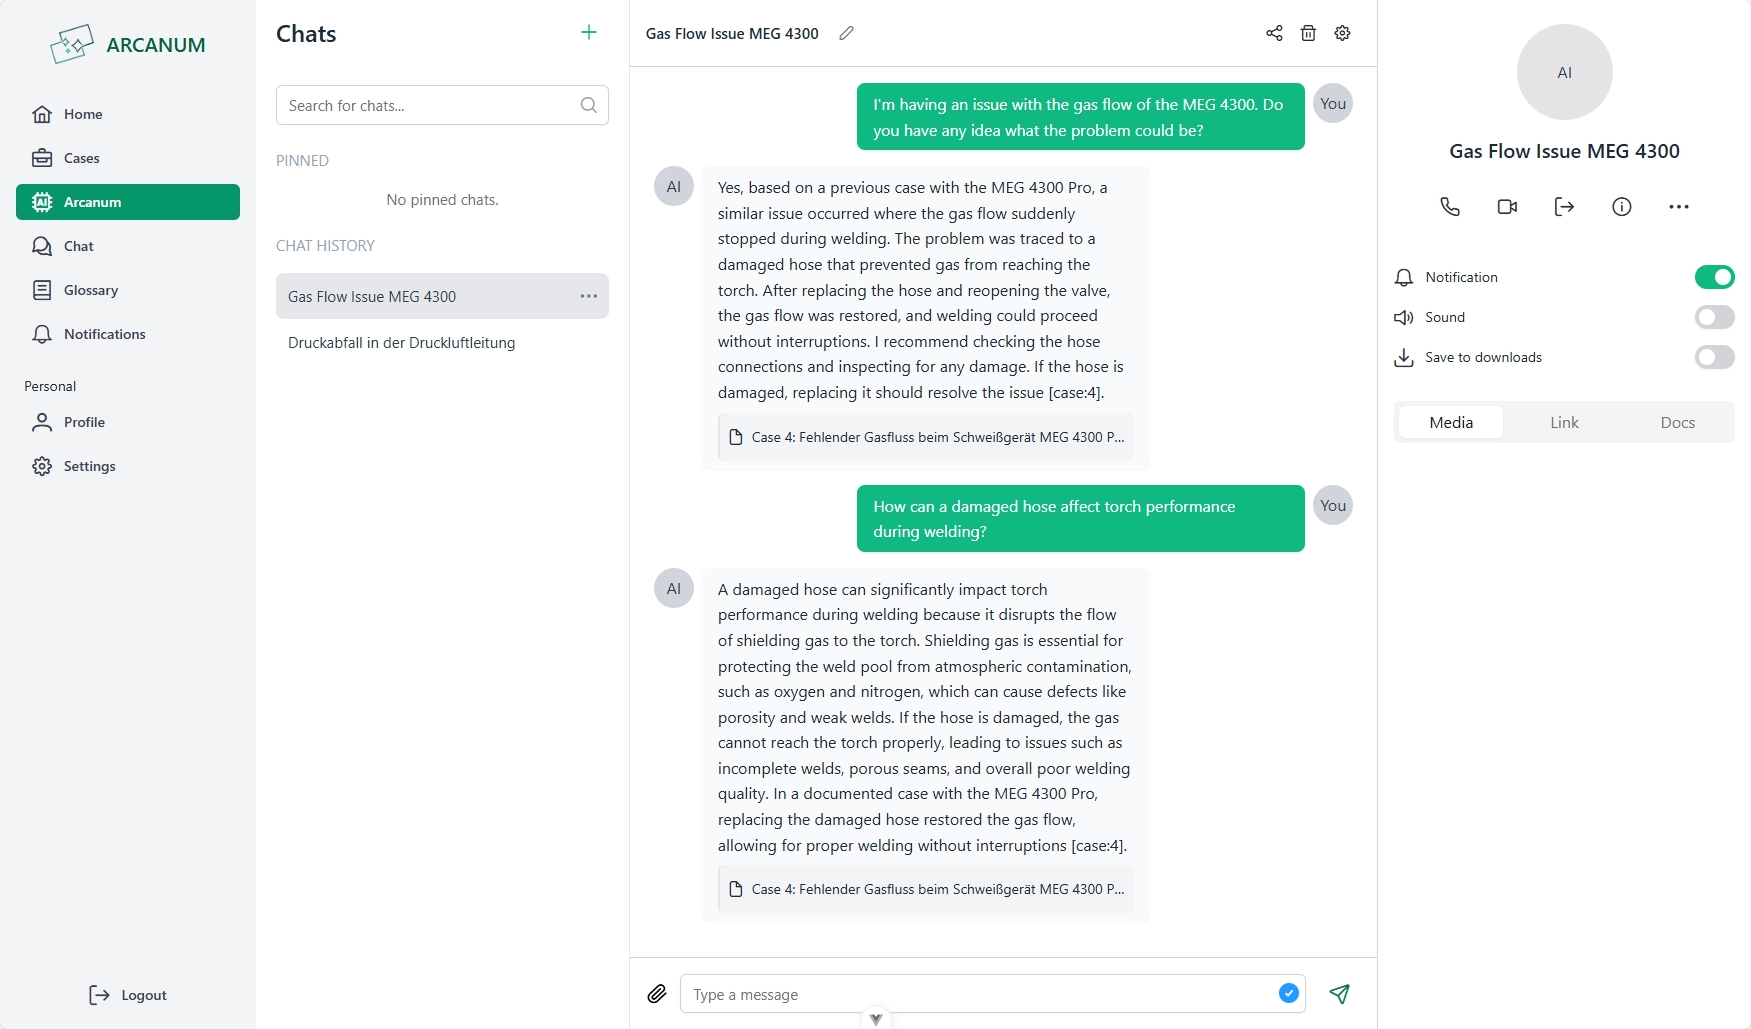 ARCANUM
Home
Cases
Arcanum
Chat
Glossary
Notifications
Personal
Profile
Settings
Logout
Chats
Search for chats...
PINNED
No pinned chats.
CHAT HISTORY
Gas Flow Issue MEG 4300
Druckabfall in der Druckluftleitung
Gas Flow Issue MEG 4300
I'm having an issue with the gas flow of the MEG 4300. Do
you have any idea what the problem could be?
You
AI
Yes, based on a previous case with the MEG 4300 Pro, a
similar issue occurred where the gas flow suddenly
stopped during welding. The problem was traced to a
damaged hose that prevented gas from reaching the
torch. After replacing the hose and reopening the valve,
the gas flow was restored, and welding could proceed
without interruptions. I recommend checking the hose
connections and inspecting for any damage. If the hose is
damaged, replacing it should resolve the issue [case:4].
Case 4: Fehlender Gasfluss beim Schweißgerät MEG 4300 P...
How can a damaged hose affect torch performance
during welding?
You
AI
A damaged hose can significantly impact torch
performance during welding because it disrupts the flow
of shielding gas to the torch. Shielding gas is essential for
protecting the weld pool from atmospheric contamination,
such as oxygen and nitrogen, which can cause defects like
porosity and weak welds. If the hose is damaged, the gas
cannot reach the torch properly, leading to issues such as
incomplete welds, porous seams, and overall poor welding
quality. In a documented case with the MEG 4300 Pro,
replacing the damaged hose restored the gas flow,
allowing for proper welding without interruptions [case:4].
Case 4: Fehlender Gasfluss beim Schweißgerät MEG 4300 P...
Type a message
AI
Gas Flow Issue MEG 4300
Notification
Sound
Save to downloads
Media
Link
Docs